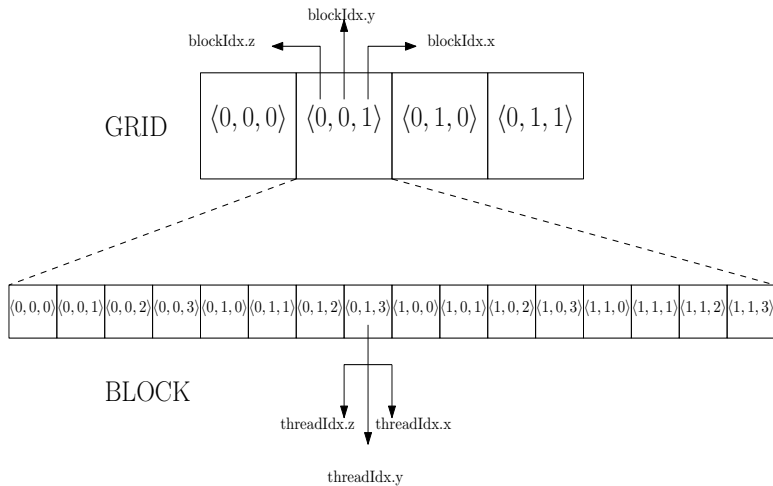 blockIdx.y
blockIdx.z blockIdx.x
GRID ⟨0, 0, 0⟩ ⟨0, 0, 1⟩ ⟨0, 1, 0⟩ ⟨0, 1, 1⟩
⟨0, 0, 0⟩ ⟨0, 0, 1⟩ ⟨0, 0, 2⟩ ⟨0, 0, 3⟩ ⟨0, 1, 0⟩ ⟨0, 1, 1⟩ ⟨0, 1, 2⟩ ⟨0, 1, 3⟩ ⟨1, 0, 0⟩ ⟨1, 0, 1⟩ ⟨1, 0, 2⟩ ⟨1, 0, 3⟩ ⟨1, 1, 0⟩ ⟨1, 1, 1⟩ ⟨1, 1, 2⟩ ⟨1, 1, 3⟩
BLOCK
threadIdx.z threadIdx.x
threadIdx.y